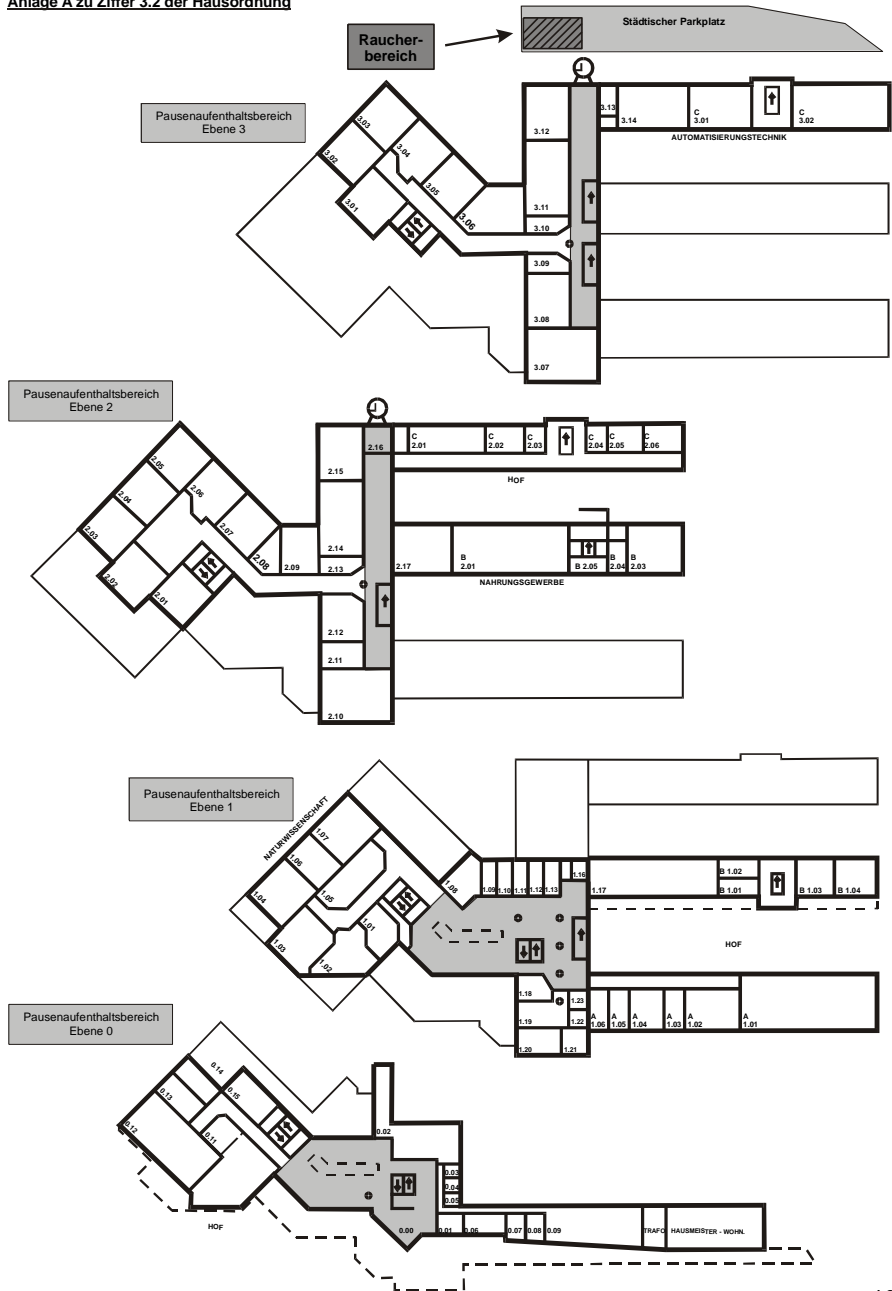 Anlage A zu Ziffer 3.2 der Hausordnung
Städtischer Parkplatz
Raucher-
bereich
Pausenaufenthaltsbereich
Ebene 3
3.13
3.14
C
3.01
C
3.02
AUTOMATISIERUNGSTECHNIK
3.12
3.03
3.04
3.02
3.05
3.01
3.06
3.11
3.10
3.09
3.08
3.07
Pausenaufenthaltsbereich
Ebene 2
2.16
C
2.01
C
2.02
C
2.03
C
2.04
C
2.05
C
2.06
HOF
2.15
2.05
2.06
2.04
2.07
2.03
2.08
2.09
2.14
2.13
2.02
2.01
2.17
B
2.01
B 2.05
B
2.04
B
2.03
NAHRUNGSGEWERBE
2.12
2.11
2.10
Pausenaufenthaltsbereich
Ebene 1
NATURWISSENSCHAFT
1.07
1.06
1.05
1.04
1.03
1.02
1.01
1.08
1.09
1.10
1.11
1.12
1.13
1.16
1.17
B 1.02
B 1.01
B 1.03
B 1.04
HOF
1.18
1.19
1.20
1.21
1.22
1.23
A
1.06
A
1.05
A
1.04
A
1.03
A
1.02
A
1.01
Pausenaufenthaltsbereich
Ebene 0
0.14
0.15
0.13
0.12
0.11
HOF
0.02
0.03
0.04
0.05
0.00
0.01
0.06
0.07
0.08
0.09
TRAFO
HAUSMEISTER - WOHN.